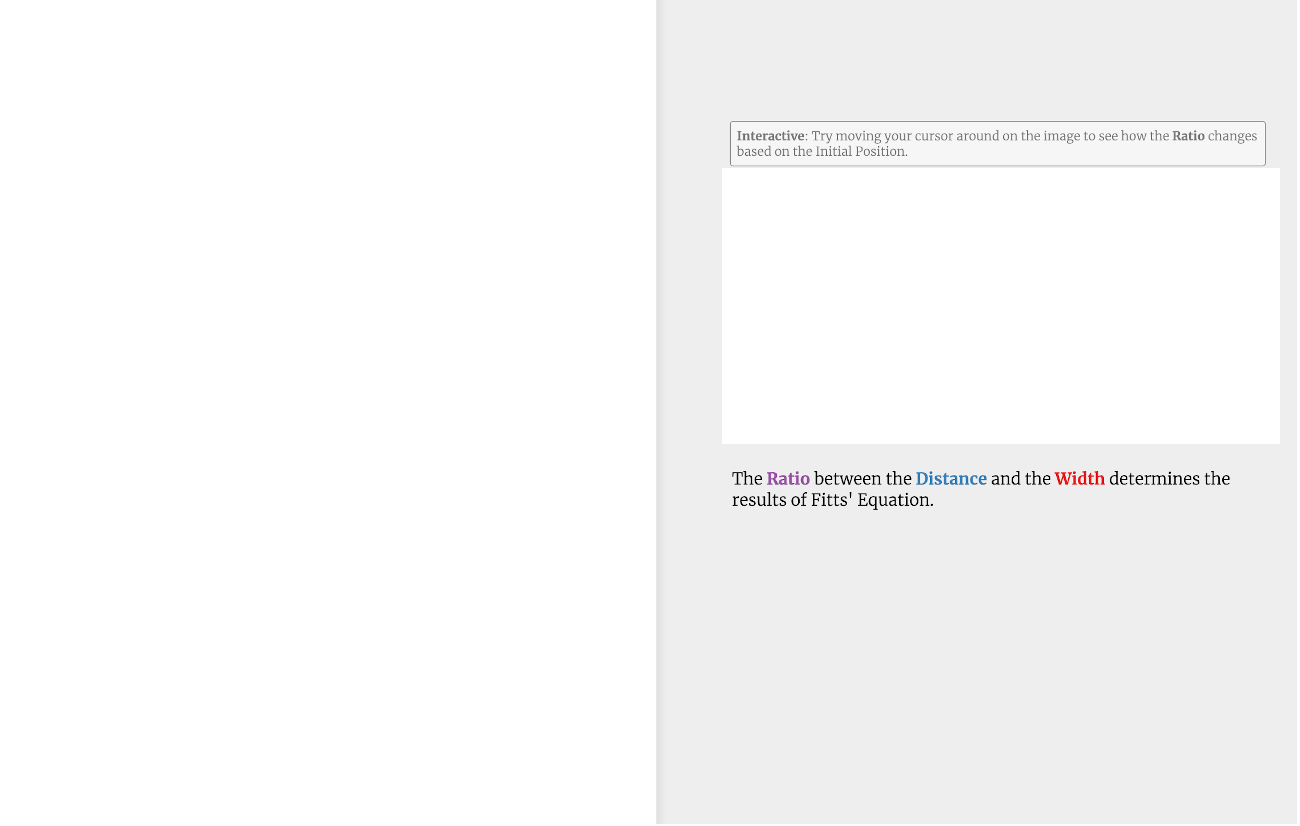 Interactive: Try moving your cursor around on the image to see how the Ratio changes
based on the Initial Position.
The Ratio between the Distance and the Width determines the
results of Fitts' Equation.